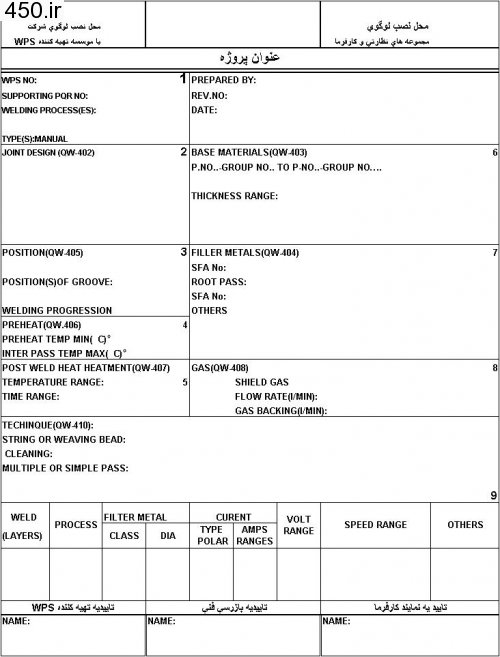 450.ir
محل نصب لوگوي شركت
يا موسسه تهيه كننده WPS
محل نصب لوگوي
مجموعه هاي نظارتي و كارفرما
عنوان پروژه
WPS NO: 1
SUPPORTING PQR NO:
WELDING PROCESS(ES):
TYPE(S):MANUAL
PREPARED BY:
REV.NO:
DATE:
JOINT DESIGN (QW-402) 2
BASE MATERIALS(QW-403) 6
P.NO..-GROUP NO.. TO P-NO..-GROUP NO....
THICKNESS RANGE:
POSITION(QW-405) 3
POSITION(S)OF GROOVE:
WELDING PROGRESSION
FILLER METALS(QW-404) 7
SFA No:
ROOT PASS:
SFA No:
OTHERS
PREHEAT(QW.406) 4
PREHEAT TEMP MIN( C)°
INTER PASS TEMP MAX( C)°
POST WELD HEAT HEATMENT(QW-407)
TEMPERATURE RANGE: 5
TIME RANGE:
GAS(QW-408) 8
SHIELD GAS
FLOW RATE(I/MIN):
GAS BACKING(I/MIN):
TECHINQUE(QW-410):
STRING OR WEAVING BEAD:
CLEANING:
MULTIPLE OR SIMPLE PASS:
9
WELD
(LAYERS)
PROCESS
FILTER METAL
CLASS DIA
CURENT
TYPE
POLAR
AMPS
RANGES
VOLT
RANGE
SPEED RANGE
OTHERS
تاييديه تهيه كننده WPS
تاييديه بازرسي فني
تاييد يه نمايند كارفرما
NAME: NAME: NAME: